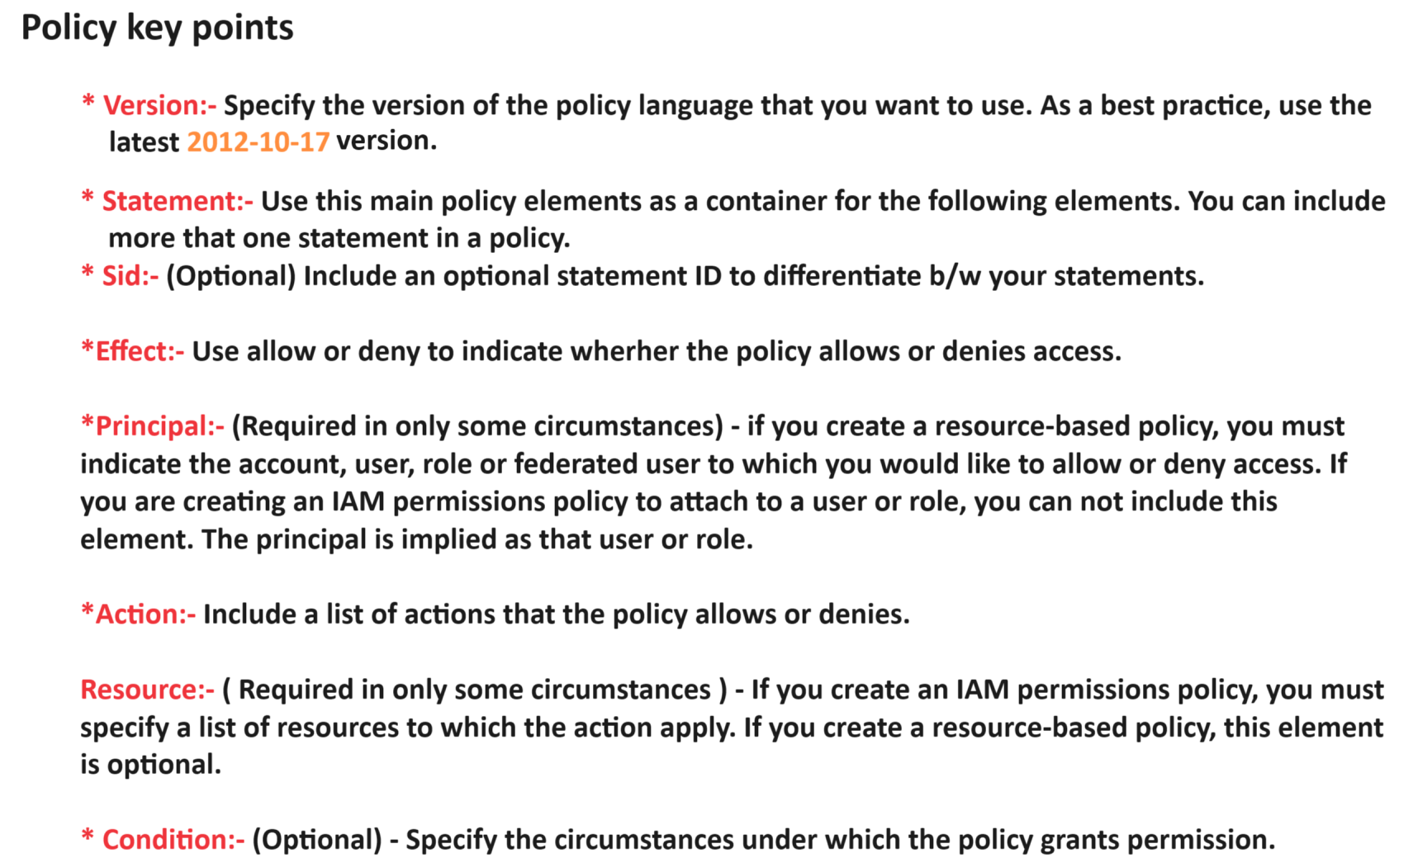 Policy key points
* Version:- Specify the version of the policy language that you want to use. As a best practice, use the
latest 2012-10-17 version.
* Statement:- Use this main policy elements as a container for the following elements. You can include
more that one statement in a policy.
* Sid:- (Optional) Include an optional statement ID to differentiate b/w your statements.
*Effect:- Use allow or deny to indicate wherher the policy allows or denies access.
*Principal:- (Required in only some circumstances) - if you create a resource-based policy, you must
indicate the account, user, role or federated user to which you would like to allow or deny access. If
you are creating an IAM permissions policy to attach to a user or role, you can not include this
element. The principal is implied as that user or role.
*Action:- Include a list of actions that the policy allows or denies.
Resource:- ( Required in only some circumstances ) - If you create an IAM permissions policy, you must
specify a list of resources to which the action apply. If you create a resource-based policy, this element
is optional.
* Condition:- (Optional) - Specify the circumstances under which the policy grants permission.